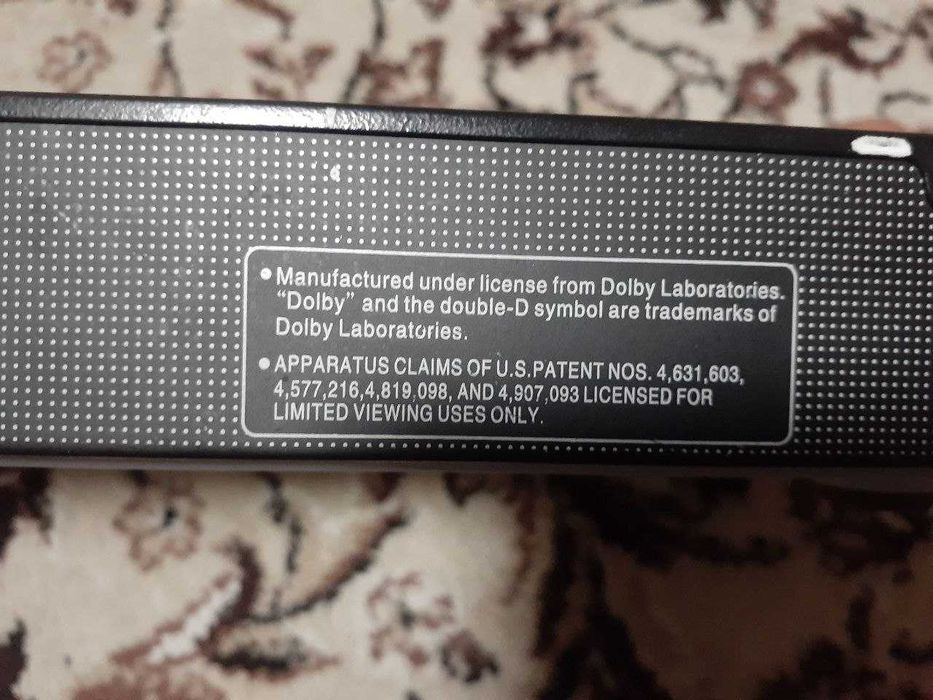 • Manufactured under license from Dolby Laboratories.
“Dolby” and the double-D symbol are trademarks of
Dolby Laboratories.
• APPARATUS CLAIMS OF U.S.PATENT NOS. 4,631,603,
4,577,216,4,819,098, AND 4,907,093 LICENSED FOR
LIMITED VIEWING USES ONLY.